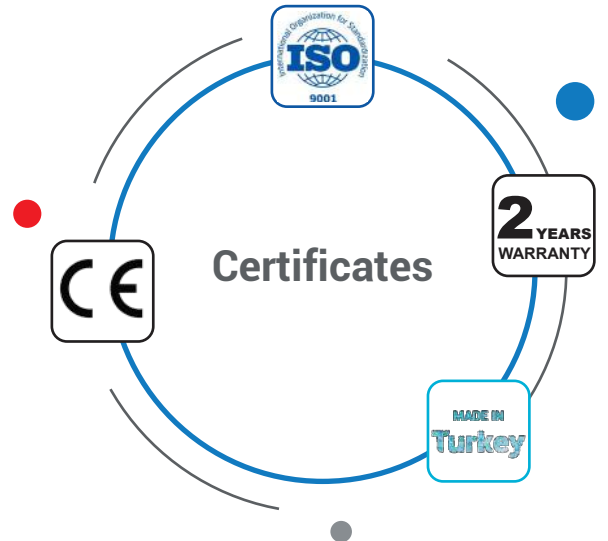 International Organization for Standardization
ISO
9001
2 YEARS
WARRANTY
Certificates
CE
MADE IN
Turkey